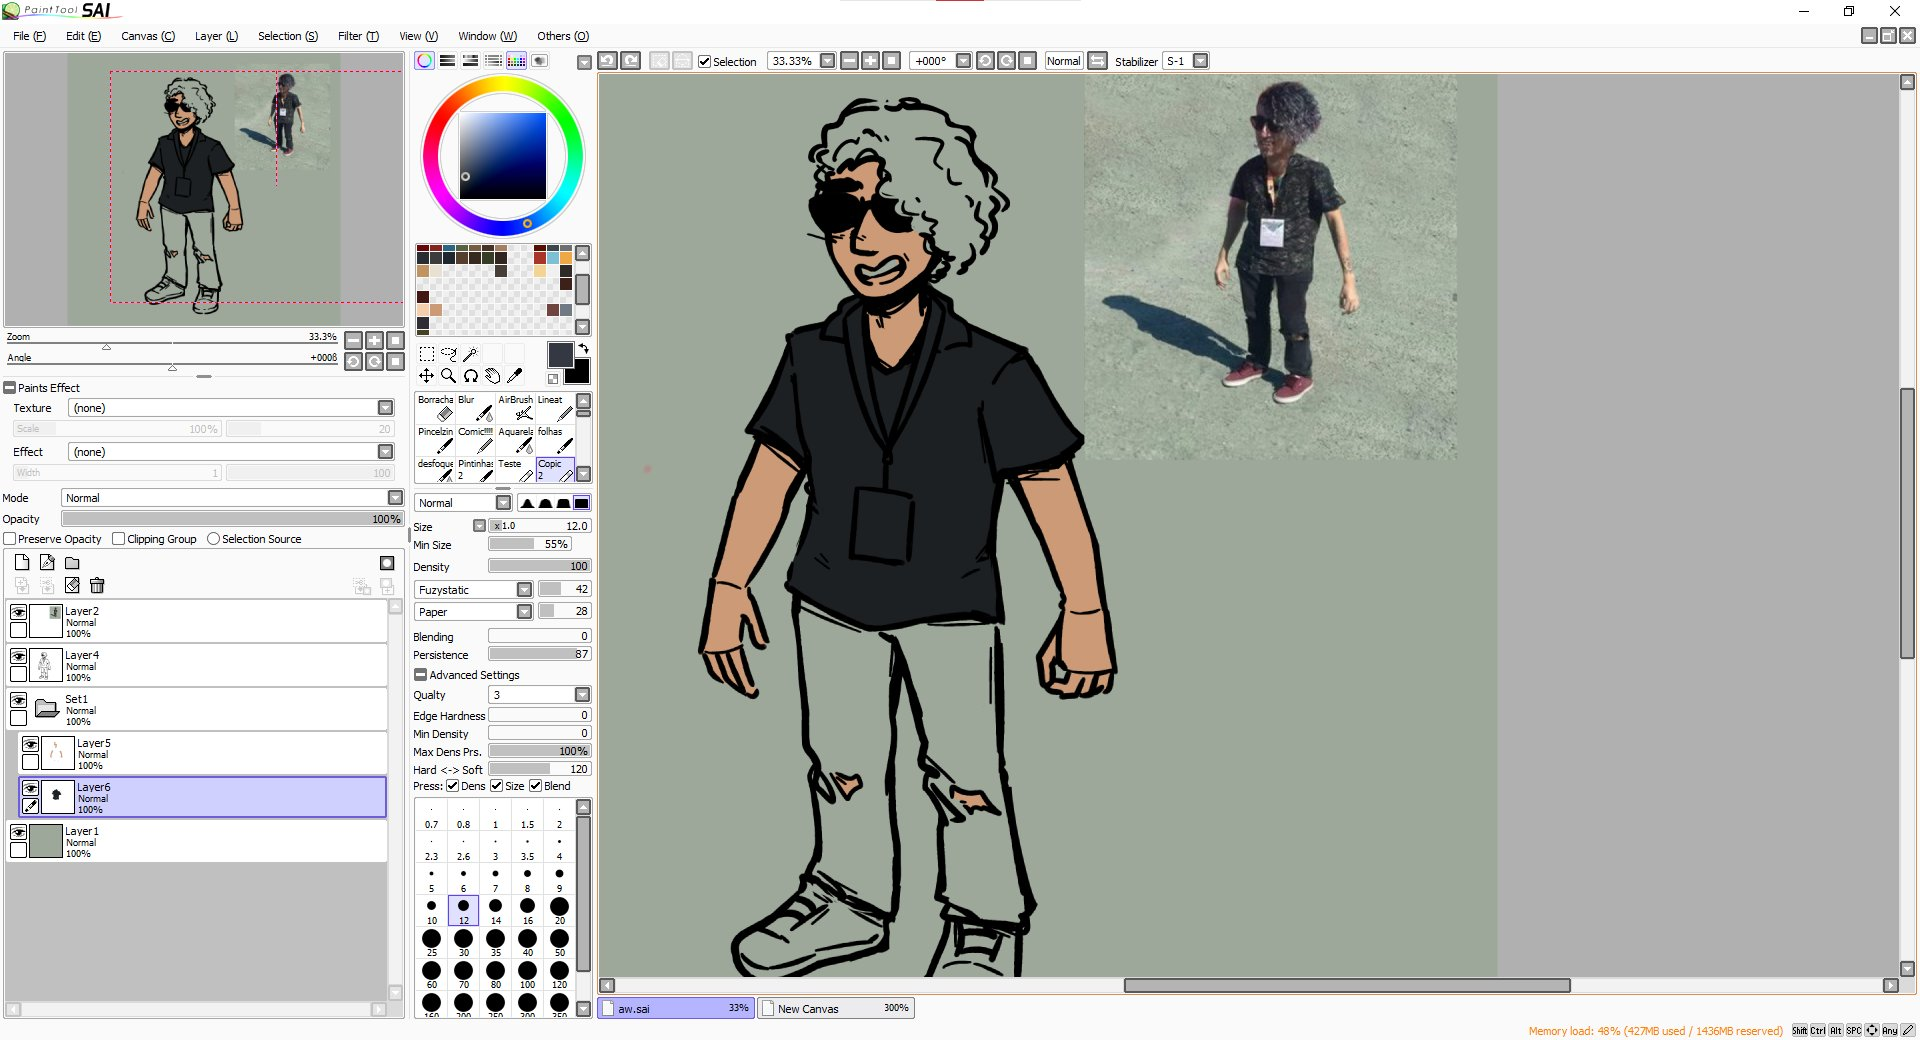 PaintTool SAI
File (F) Edit (E) Canvas (C) Layer (L) Selection (S) Filter (T) View (V) Window (W) Others (O)
Selection 33.33% +000° Normal Stabilizer S-1
Zoom 33.3%
Angle +000ß
Paints Effect
Texture (none)
Scale 100% 20
Effect (none)
Width 1 100
Mode Normal
Opacity 100%
Preserve Opacity Clipping Group Selection Source
Layer2
Normal
100%
Layer4
Normal
100%
Set1
Normal
100%
Layer5
Normal
100%
Layer6
Normal
100%
Layer1
Normal
100%
Borracha Blur AirBrush Lineat
Pincelzin Comic!!!! Aquarela folhas
desfoque Pintinhas 2 Teste Copic 2
Normal
Size x1.0 12.0
Min Size 55%
Density 100
Fuzystatic 42
Paper 28
Blending 0
Persistence 87
Advanced Settings
Qualty 3
Edge Hardness 0
Min Density 0
Max Dens Prs. 100%
Hard <-> Soft 120
Press: Dens Size Blend
0.7 0.8 1 1.5 2
2.3 2.6 3 3.5 4
5 6 7 8 9
10 12 14 16 20
25 30 35 40 50
60 70 80 100 120
160 200 250 300 350
aw.sai 33% New Canvas 300%
Memory load: 48% (427MB used / 1436MB reserved) Shift Ctrl Alt SPC Any